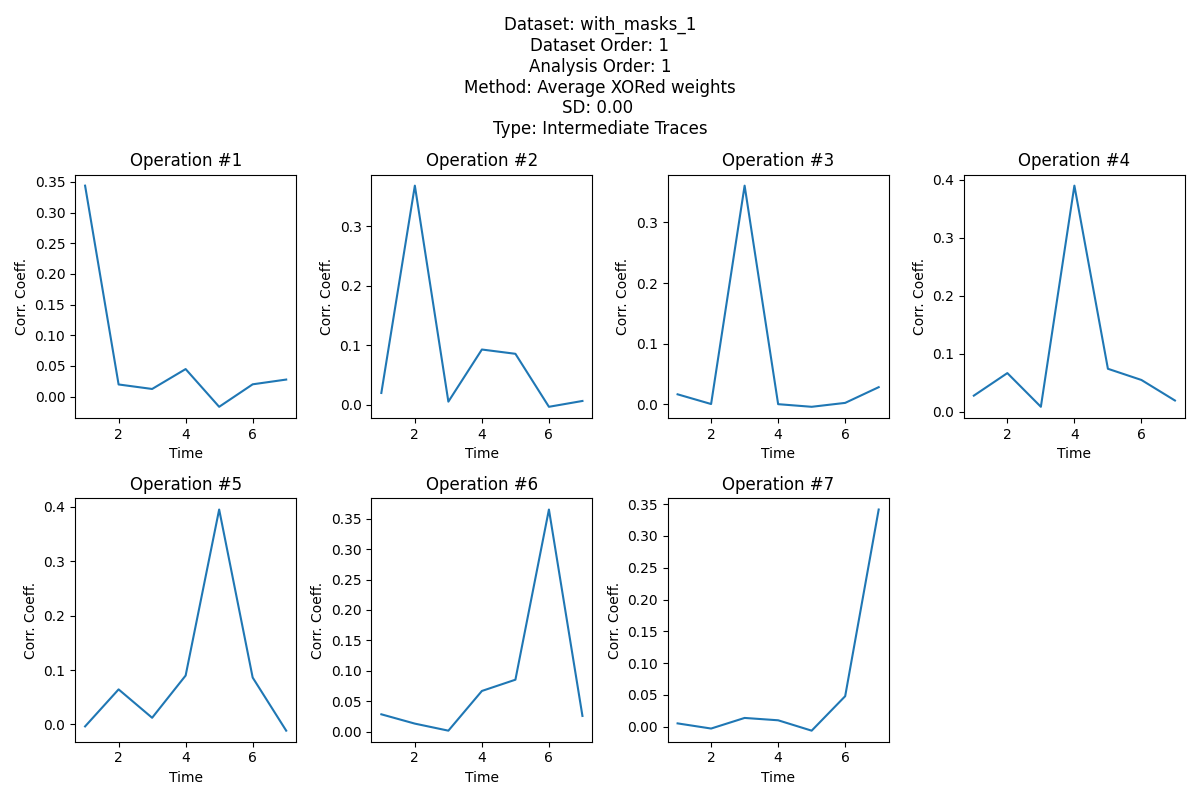 Dataset: with_masks_1
Dataset Order: 1
Analysis Order: 1
Method: Average XORed weights
SD: 0.00
Type: Intermediate Traces
Operation #1
0.35
0.30
0.25
0.20
0.15
0.10
0.05
0.00
Corr. Coeff.
2 4 6
Time
Operation #2
0.3
0.2
0.1
0.0
Corr. Coeff.
2 4 6
Time
Operation #3
0.3
0.2
0.1
0.0
Corr. Coeff.
2 4 6
Time
Operation #4
0.4
0.3
0.2
0.1
0.0
Corr. Coeff.
2 4 6
Time
Operation #5
0.4
0.3
0.2
0.1
0.0
Corr. Coeff.
2 4 6
Time
Operation #6
0.35
0.30
0.25
0.20
0.15
0.10
0.05
0.00
Corr. Coeff.
2 4 6
Time
Operation #7
0.35
0.30
0.25
0.20
0.15
0.10
0.05
0.00
Corr. Coeff.
2 4 6
Time